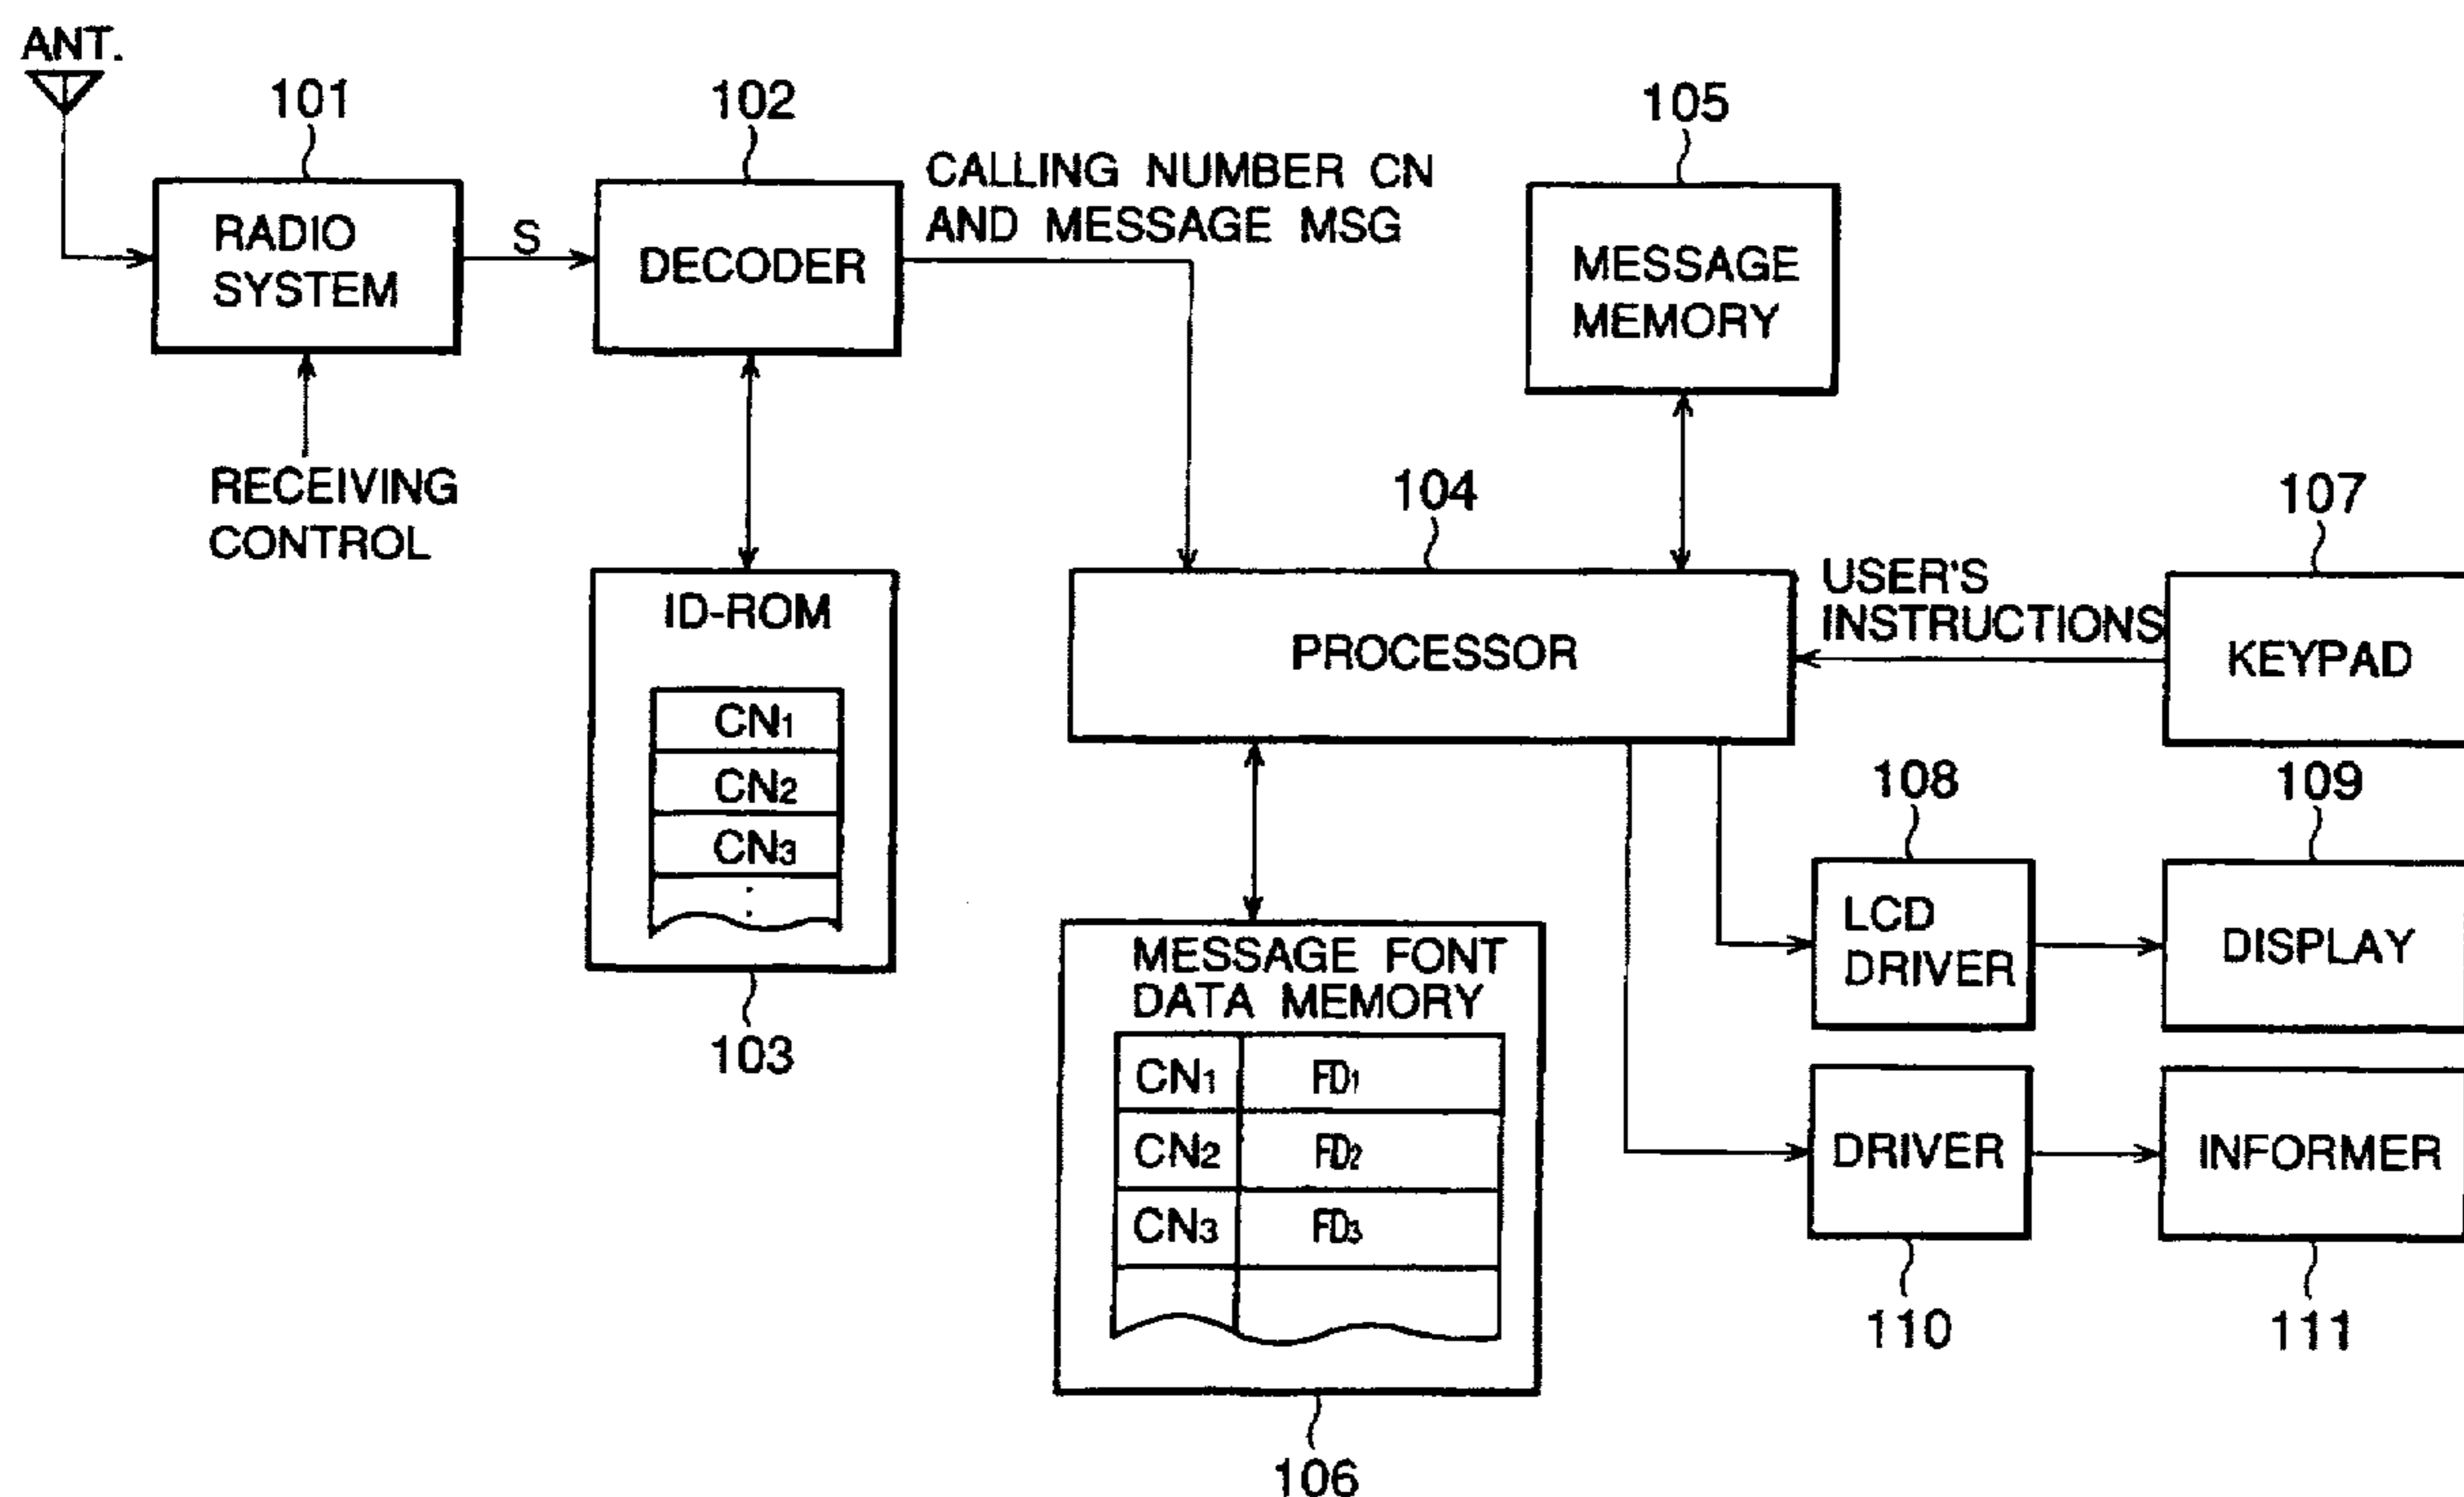 ANT.
101
102
105
CALLING NUMBER CN
AND MESSAGE MSG
RADIO
SYSTEM
S
DECODER
MESSAGE
MEMORY
RECEIVING
CONTROL
104
107
ID-ROM
CN1
CN2
CN3
103
PROCESSOR
USER'S
INSTRUCTIONS
KEYPAD
108
109
LCD
DRIVER
DISPLAY
MESSAGE FONT
DATA MEMORY
CN1 FD1
CN2 FD2
CN3 FD3
DRIVER
INFORMER
110
111
106